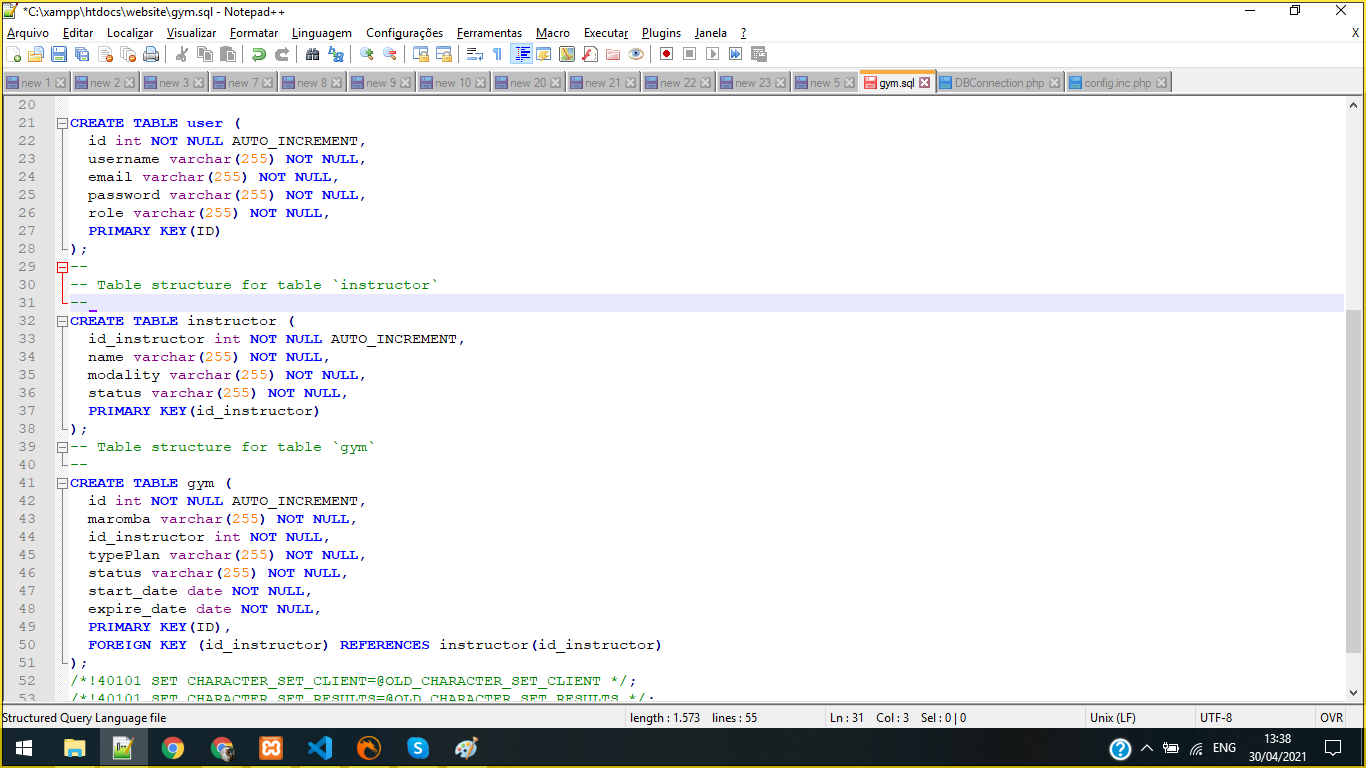 *C:\xampp\htdocs\website\gym.sql - Notepad++
Arquivo Editar Localizar Visualizar Formatar Linguagem Configurações Ferramentas Macro Executar Plugins Janela ? X
new 1 new 2 new 3 new 7 new 8 new 9 new 10 new 20 new 21 new 22 new 23 new 5 gym.sql DBConnection.php config.inc.php
20
21 CREATE TABLE user (
22 id int NOT NULL AUTO_INCREMENT,
23 username varchar(255) NOT NULL,
24 email varchar(255) NOT NULL,
25 password varchar(255) NOT NULL,
26 role varchar(255) NOT NULL,
27 PRIMARY KEY(ID)
28 );
29 --
30 -- Table structure for table `instructor`
31 --
32 CREATE TABLE instructor (
33 id_instructor int NOT NULL AUTO_INCREMENT,
34 name varchar(255) NOT NULL,
35 modality varchar(255) NOT NULL,
36 status varchar(255) NOT NULL,
37 PRIMARY KEY(id_instructor)
38 );
39 -- Table structure for table `gym`
40 --
41 CREATE TABLE gym (
42 id int NOT NULL AUTO_INCREMENT,
43 maromba varchar(255) NOT NULL,
44 id_instructor int NOT NULL,
45 typePlan varchar(255) NOT NULL,
46 status varchar(255) NOT NULL,
47 start_date date NOT NULL,
48 expire_date date NOT NULL,
49 PRIMARY KEY(ID),
50 FOREIGN KEY (id_instructor) REFERENCES instructor(id_instructor)
51 );
52 /*!40101 SET CHARACTER_SET_CLIENT=@OLD_CHARACTER_SET_CLIENT */;
53 /*!40101 SET CHARACTER_SET_RESULTS=@OLD_CHARACTER_SET_RESULTS */;
Structured Query Language file length : 1.573 lines : 55 Ln : 31 Col : 3 Sel : 0 | 0 Unix (LF) UTF-8 OVR
ENG 13:38
30/04/2021